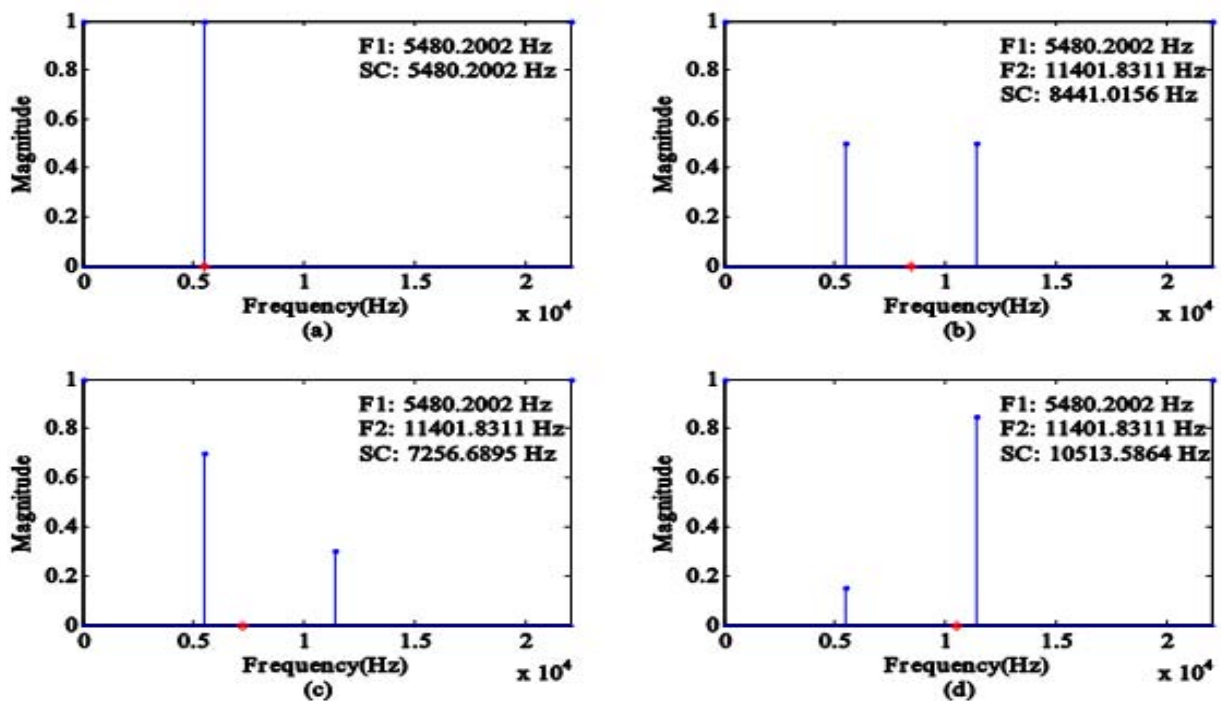 1
0.8
0.6
0.4
0.2
0
Magnitude
F1: 5480.2002 Hz
SC: 5480.2002 Hz
0 0.5 1 1.5 2
Frequency(Hz)
x 10^4
(a)
1
0.8
0.6
0.4
0.2
0
Magnitude
F1: 5480.2002 Hz
F2: 11401.8311 Hz
SC: 8441.0156 Hz
0 0.5 1 1.5 2
Frequency(Hz)
x 10^4
(b)
1
0.8
0.6
0.4
0.2
0
Magnitude
F1: 5480.2002 Hz
F2: 11401.8311 Hz
SC: 7256.6895 Hz
0 0.5 1 1.5 2
Frequency(Hz)
x 10^4
(c)
1
0.8
0.6
0.4
0.2
0
Magnitude
F1: 5480.2002 Hz
F2: 11401.8311 Hz
SC: 10513.5864 Hz
0 0.5 1 1.5 2
Frequency(Hz)
x 10^4
(d)